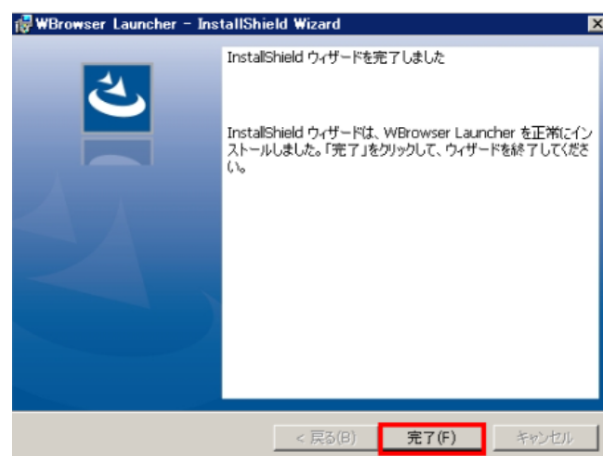 WBrowser Launcher - InstallShield Wizard
InstallShield ウィザードを完了しました
InstallShield ウィザードは、WBrowser Launcher を正常にイン
ストールしました。「完了」をクリックして、ウィザードを終了してくださ
い。
< 戻る(B) 完了(F) キャンセル